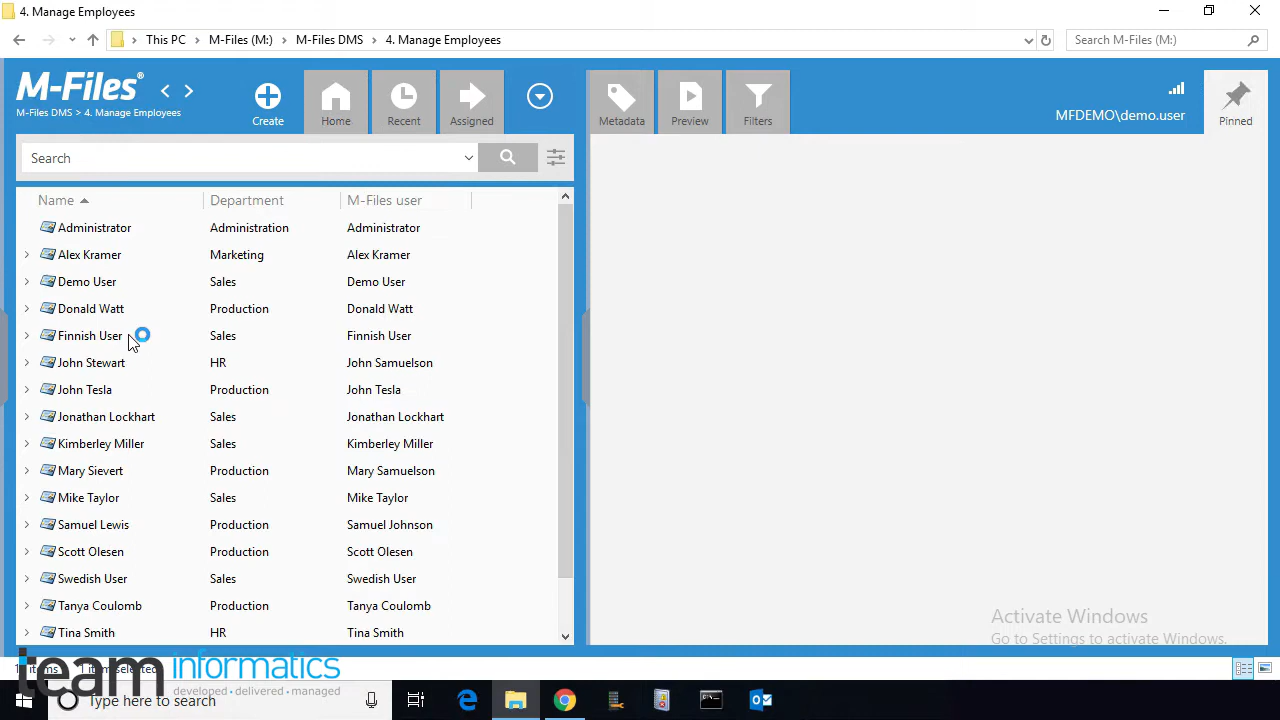 4. Manage Employees
This PC M-Files (M:) M-Files DMS 4. Manage Employees
Search M-Files (M:)
M-Files®
M-Files DMS > 4. Manage Employees
Create
Home
Recent
Assigned
Metadata
Preview
Filters
MFDEMO\demo.user
Pinned
Search
Name Department M-Files user
Administrator Administration Administrator
Alex Kramer Marketing Alex Kramer
Demo User Sales Demo User
Donald Watt Production Donald Watt
Finnish User Sales Finnish User
John Stewart HR John Samuelson
John Tesla Production John Tesla
Jonathan Lockhart Sales Jonathan Lockhart
Kimberley Miller Sales Kimberley Miller
Mary Sievert Production Mary Samuelson
Mike Taylor Sales Mike Taylor
Samuel Lewis Production Samuel Johnson
Scott Olesen Production Scott Olesen
Swedish User Sales Swedish User
Tanya Coulomb Production Tanya Coulomb
Tina Smith HR Tina Smith
Activate Windows
Go to Settings to activate Windows.
team informatics
developed • delivered • managed
Type here to search